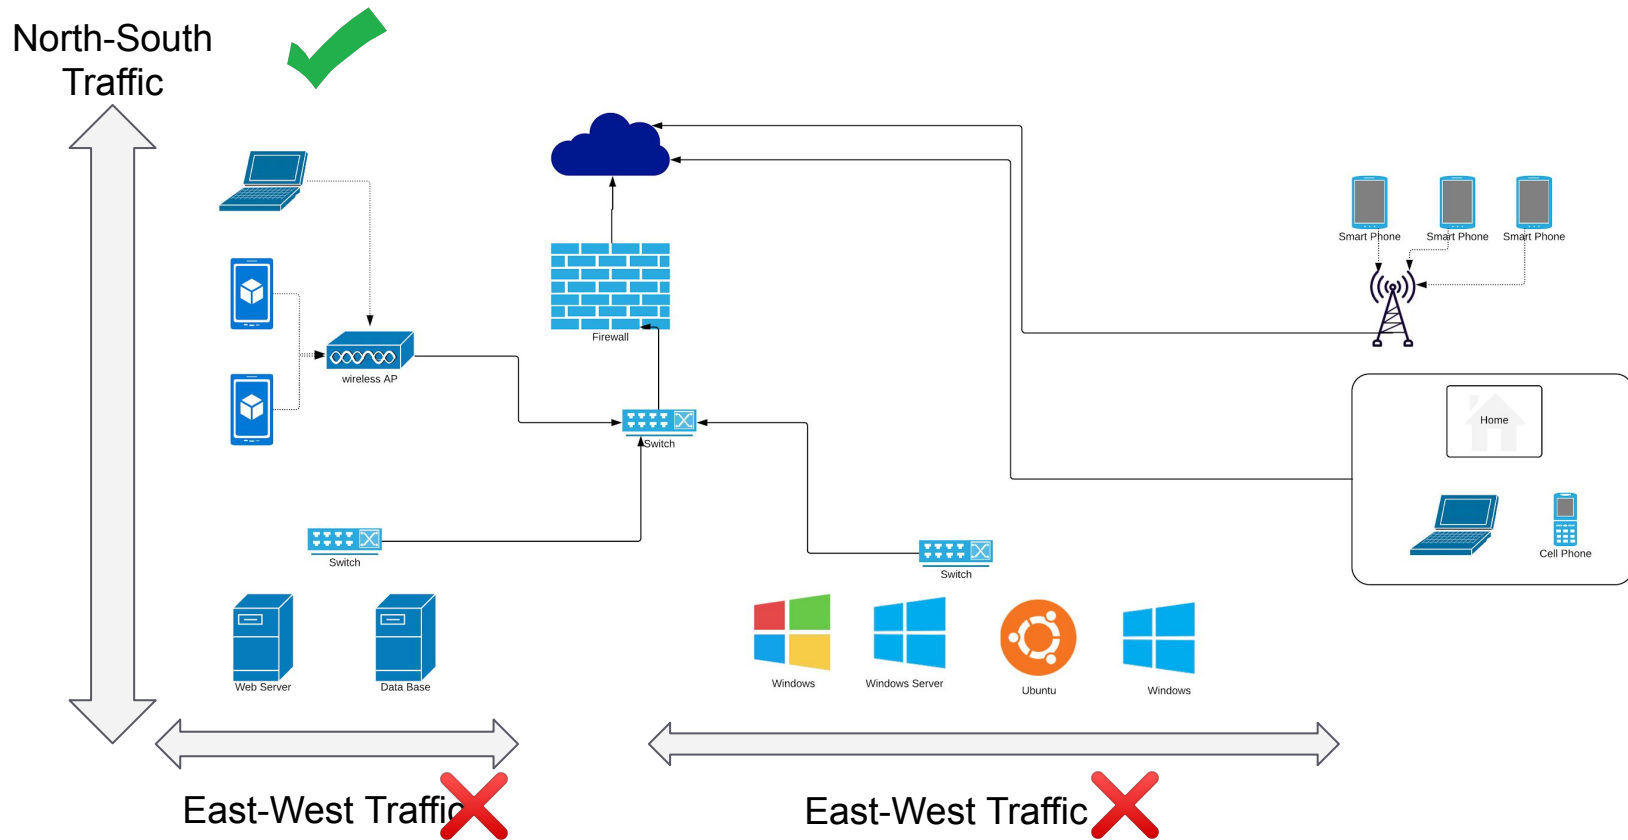 North-South
Traffic
Smart Phone
Smart Phone
Smart Phone
Firewall
wireless AP
Home
Switch
Switch
Cell Phone
Switch
Web Server
Data Base
Windows
Windows Server
Ubuntu
Windows
East-West Traffic
East-West Traffic